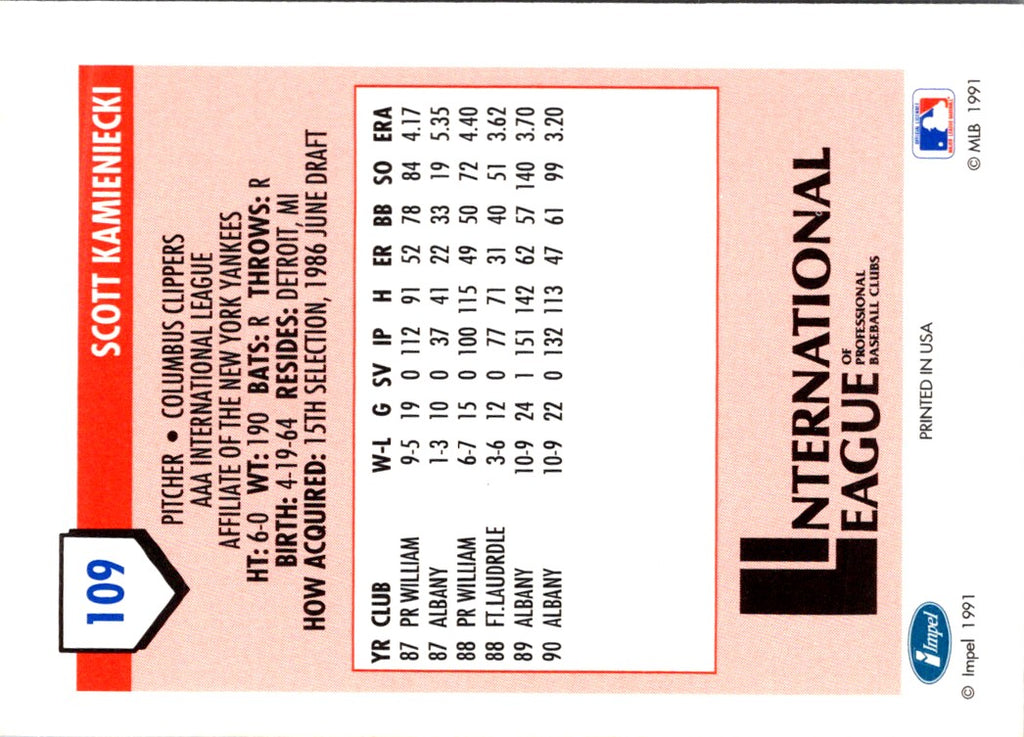 109
SCOTT KAMIENIECKI
PITCHER • COLUMBUS CLIPPERS
AAA INTERNATIONAL LEAGUE
AFFILIATE OF THE NEW YORK YANKEES
HT: 6-0 WT: 190 BATS: R THROWS: R
BIRTH: 4-19-64 RESIDES: DETROIT, MI
HOW ACQUIRED: 15TH SELECTION, 1986 JUNE DRAFT
YR CLUB W-L G SV IP H ER BB SO ERA
87 PR WILLIAM 9-5 19 0 112 91 52 78 84 4.17
87 ALBANY 1-3 10 0 37 41 22 33 19 5.35
88 PR WILLIAM 6-7 15 0 100 115 49 50 72 4.40
88 FT.LAUDRDLE 3-6 12 0 77 71 31 40 51 3.62
89 ALBANY 10-9 24 1 151 142 62 57 140 3.70
90 ALBANY 10-9 22 0 132 113 47 61 99 3.20
INTERNATIONAL
LEAGUE
OF
PROFESSIONAL
BASEBALL CLUBS
Impel
© Impel 1991
PRINTED IN USA
© MLB 1991